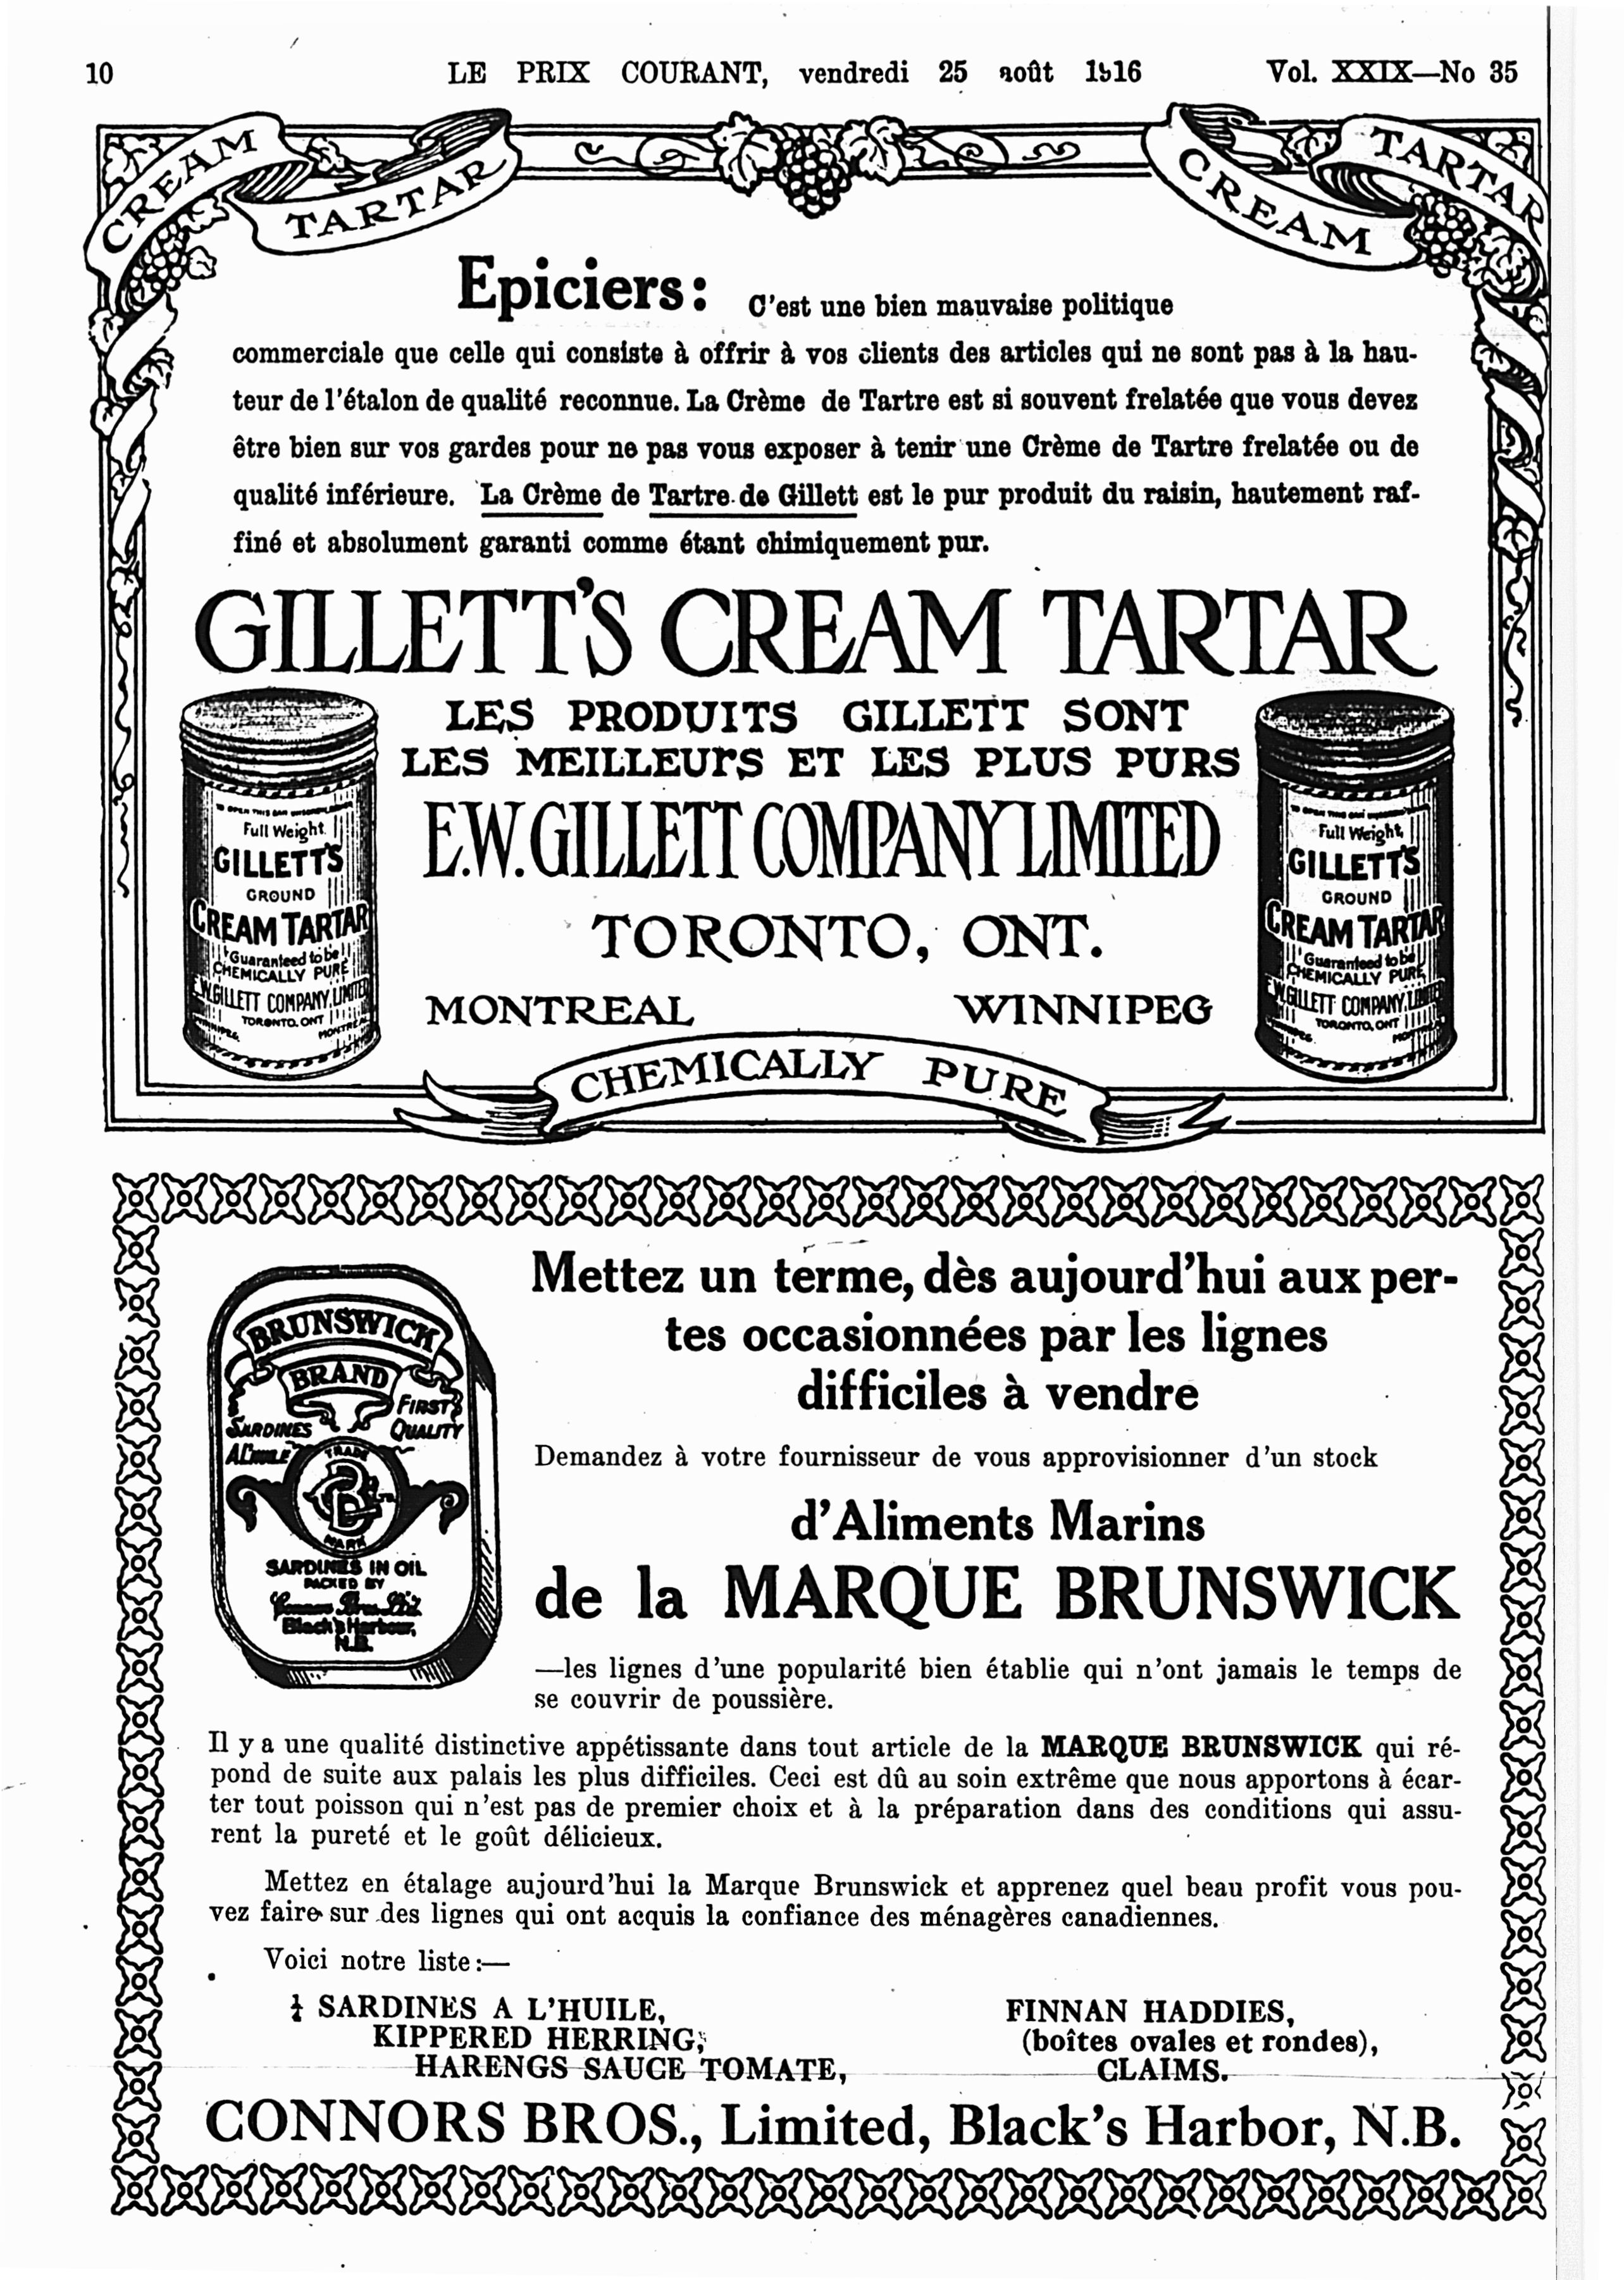 10 LE PRIX COURANT, vendredi 25 août 1916 Vol. XXIX—No 35
CREAM TARTAR
CREAM TARTAR
Epiciers: C'est une bien mauvaise politique
commerciale que celle qui consiste à offrir à vos clients des articles qui ne sont pas à la hau-
teur de l'étalon de qualité reconnue. La Crème de Tartre est si souvent frelatée que vous devez
être bien sur vos gardes pour ne pas vous exposer à tenir une Crème de Tartre frelatée ou de
qualité inférieure. La Crème de Tartre de Gillett est le pur produit du raisin, hautement raf-
finé et absolument garanti comme étant chimiquement pur.
GILLETT'S CREAM TARTAR
LES PRODUITS GILLETT SONT
LES MEILLEURS ET LES PLUS PURS
E.W. GILLETT COMPANY LIMITED
TORONTO, ONT.
MONTREAL WINNIPEG
CHEMICALLY PURE
Full Weight
GILLETT'S
GROUND
CREAM TARTAR
Guaranteed to be
CHEMICALLY PURE
E.W. GILLETT COMPANY, LIMITED
TORONTO, ONT
WINNIPEG MONTREAL
Full Weight
GILLETT'S
GROUND
CREAM TARTAR
Guaranteed to be
CHEMICALLY PURE
E.W. GILLETT COMPANY, LIMITED
TORONTO, ONT
BRUNSWICK
BRAND
FIRST
QUALITY
SARDINES
A L'HUILE
TRADE
MARK
SARDINES IN OIL
PACKED BY
Connors Bros. Ltd.
Black's Harbour,
N.B.
Mettez un terme, dès aujourd'hui aux per-
tes occasionnées par les lignes
difficiles à vendre
Demandez à votre fournisseur de vous approvisionner d'un stock
d'Aliments Marins
de la MARQUE BRUNSWICK
—les lignes d'une popularité bien établie qui n'ont jamais le temps de
se couvrir de poussière.
Il y a une qualité distinctive appétissante dans tout article de la MARQUE BRUNSWICK qui ré-
pond de suite aux palais les plus difficiles. Ceci est dû au soin extrême que nous apportons à écar-
ter tout poisson qui n'est pas de premier choix et à la préparation dans des conditions qui assu-
rent la pureté et le goût délicieux.
Mettez en étalage aujourd'hui la Marque Brunswick et apprenez quel beau profit vous pou-
vez faire sur des lignes qui ont acquis la confiance des ménagères canadiennes.
Voici notre liste:—
¼ SARDINES A L'HUILE,
KIPPERED HERRING,
HARENGS SAUCE TOMATE,
FINNAN HADDIES,
(boîtes ovales et rondes),
CLAIMS.
CONNORS BROS., Limited, Black's Harbor, N.B.